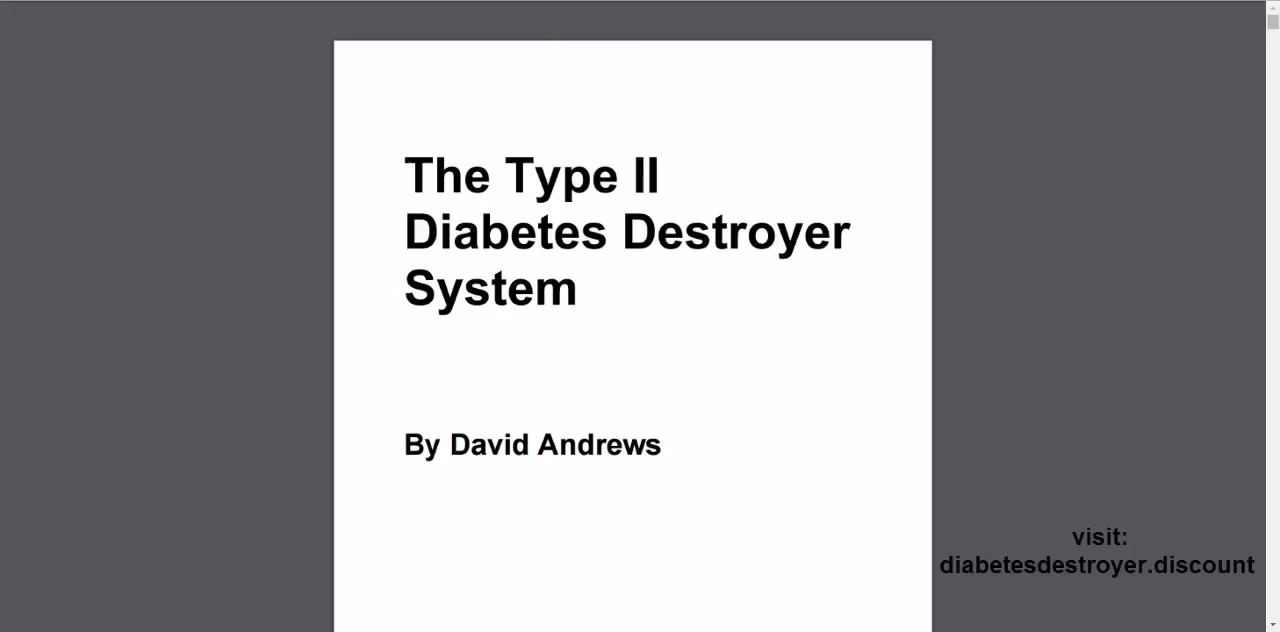 The Type II
Diabetes Destroyer
System
By David Andrews
visit:
diabetesdestroyer.discount